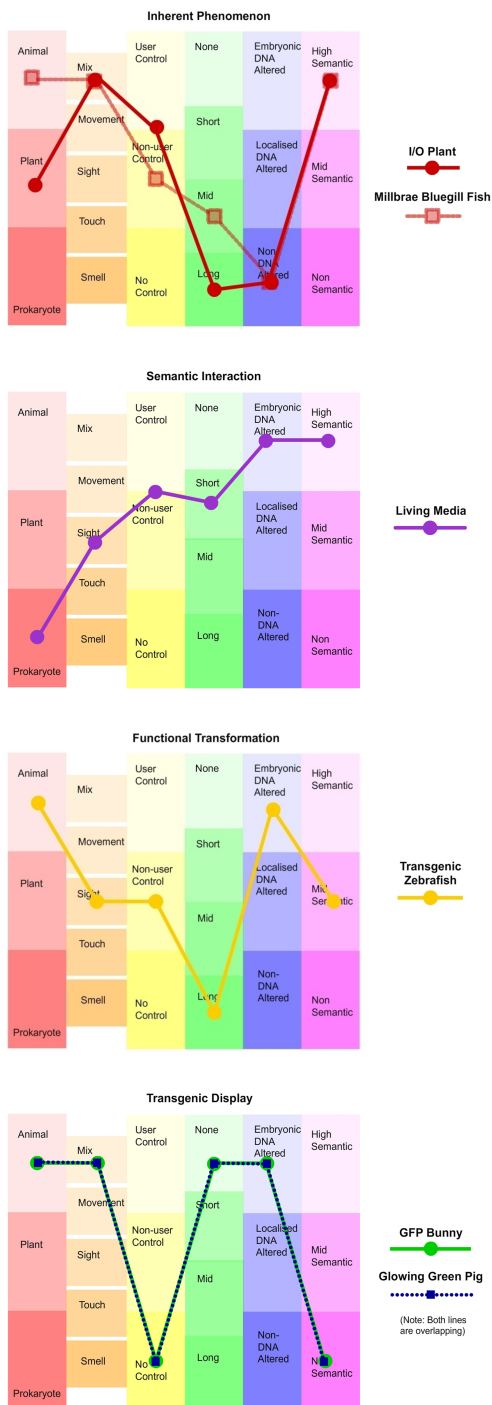 Inherent Phenomenon
Animal
Plant
Prokaryote
Mix
Movement
Sight
Touch
Smell
User
Control
Non-user
Control
No
Control
None
Short
Mid
Long
Embryonic
DNA
Altered
Localised
DNA
Altered
Non-
DNA
Altered
High
Semantic
Mid
Semantic
Non
Semantic
I/O Plant
Millbrae Bluegill Fish
Semantic Interaction
Animal
Plant
Prokaryote
Mix
Movement
Sight
Touch
Smell
User
Control
Non-user
Control
No
Control
None
Short
Mid
Long
Embryonic
DNA
Altered
Localised
DNA
Altered
Non-
DNA
Altered
High
Semantic
Mid
Semantic
Non
Semantic
Living Media
Functional Transformation
Animal
Plant
Prokaryote
Mix
Movement
Sight
Touch
Smell
User
Control
Non-user
Control
No
Control
None
Short
Mid
Long
Embryonic
DNA
Altered
Localised
DNA
Altered
Non-
DNA
Altered
High
Semantic
Mid
Semantic
Non
Semantic
Transgenic
Zebrafish
Transgenic Display
Animal
Plant
Prokaryote
Mix
Movement
Sight
Touch
Smell
User
Control
Non-user
Control
No
Control
None
Short
Mid
Long
Embryonic
DNA
Altered
Localised
DNA
Altered
Non-
DNA
Altered
High
Semantic
Mid
Semantic
Non
Semantic
GFP Bunny
Glowing Green Pig
(Note: Both lines
are overlapping)